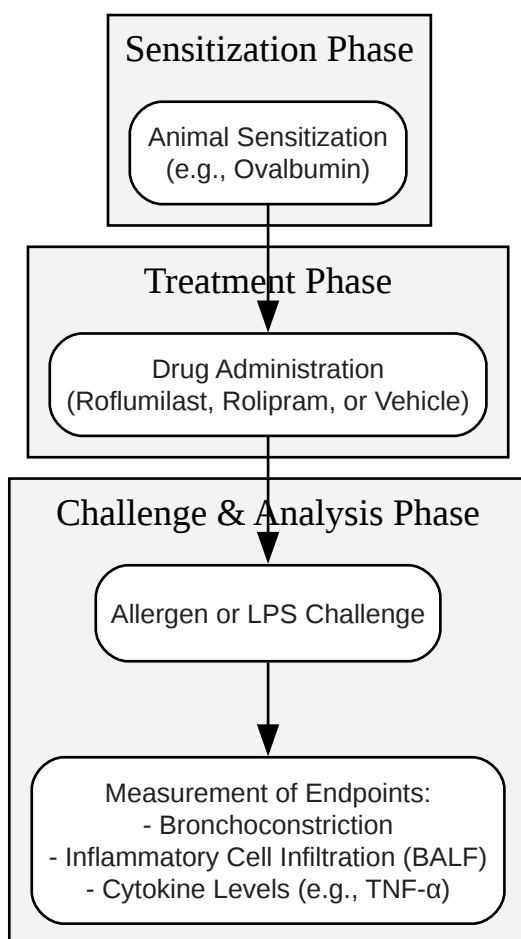 Sensitization Phase
Animal Sensitization
(e.g., Ovalbumin)
Treatment Phase
Drug Administration
(Roflumilast, Rolipram, or Vehicle)
Challenge & Analysis Phase
Allergen or LPS Challenge
Measurement of Endpoints:
- Bronchoconstriction
- Inflammatory Cell Infiltration (BALF)
- Cytokine Levels (e.g., TNF-α)